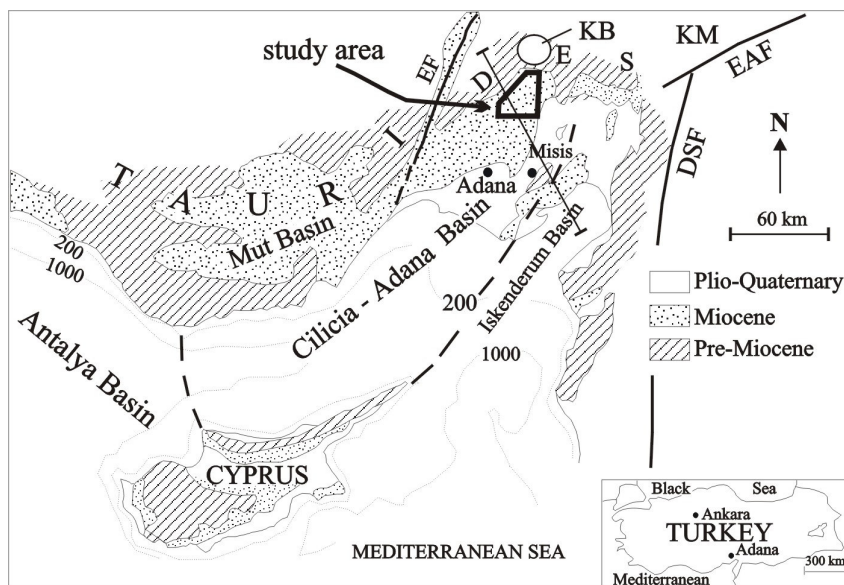 KB
KM
study area
EF
D
E
S
EAF
DSF
N
I
Misis
T
A
U
R
Adana
60 km
Mut Basin
200
1000
Cilicia - Adana Basin
Iskenderum Basin
200
1000
Plio-Quaternary
Miocene
Pre-Miocene
Antalya Basin
CYPRUS
MEDITERRANEAN SEA
Black Sea
Ankara
TURKEY
Adana
300 km
Mediterranean